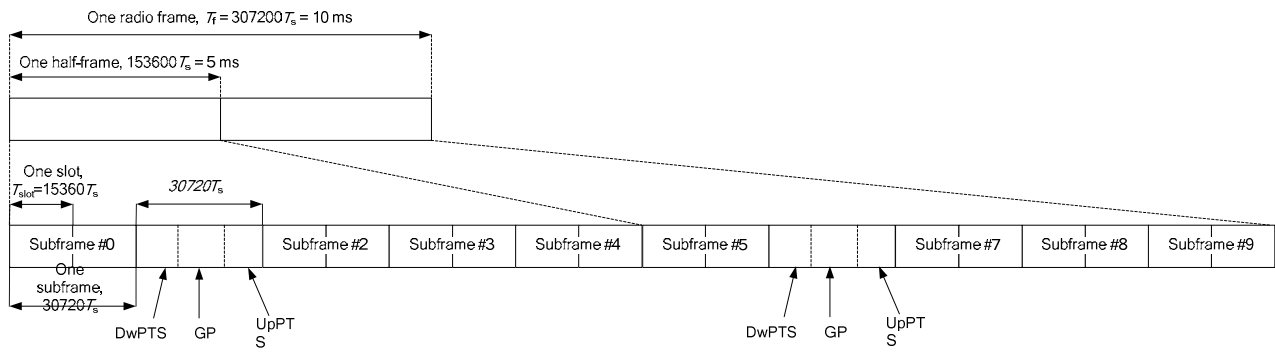 One radio frame, Tf = 307200Ts = 10 ms
One half-frame, 153600Ts = 5 ms
One slot,
Tslot=15360Ts
30720Ts
Subframe #0
Subframe #2
Subframe #3
Subframe #4
Subframe #5
Subframe #7
Subframe #8
Subframe #9
One
subframe,
30720Ts
DwPTS
GP
UpPT
S
DwPTS
GP
UpPT
S